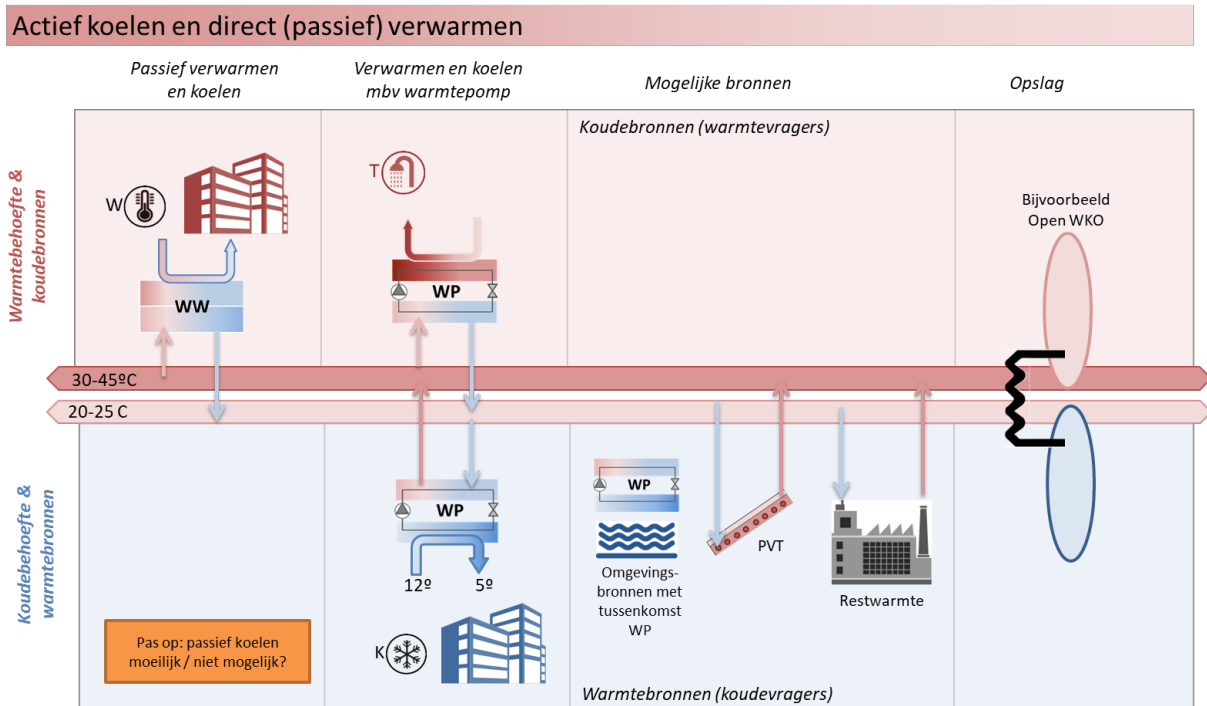 Actief koelen en direct (passief) verwarmen
Passief verwarmen
en koelen
Verwarmen en koelen
mbv warmtepomp
Mogelijke bronnen
Opslag
Warmtebehoefte &
koudebronnen
Koudebronnen (warmtevragers)
W
T
Bijvoorbeeld
Open WKO
WW
WP
30-45ºC
20-25 C
Koudebehoefte &
warmtebronnen
WP
12º
5º
WP
PVT
Omgevings-
bronnen met
tussenkomst
WP
Restwarmte
Pas op: passief koelen
moeilijk / niet mogelijk?
K
Warmtebronnen (koudevragers)